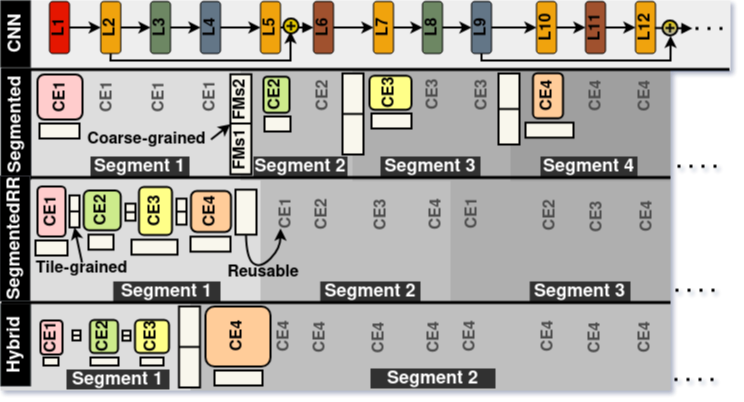 CNN L1 L2 L3 L4 L5 L6 L7 L8 L9 L10 L11 L12
Segmented CE1 CE1 CE1 CE1 FMs1 FMs2 CE2 CE2 CE3 CE3 CE3 CE4 CE4 CE4
Coarse-grained
Segment 1 Segment 2 Segment 3 Segment 4
SegmentedRR CE1 CE2 CE3 CE4 CE1 CE2 CE3 CE4 CE1 CE2 CE3 CE4
Tile-grained Reusable
Segment 1 Segment 2 Segment 3
Hybrid CE1 CE2 CE3 CE4 CE4 CE4 CE4 CE4 CE4 CE4 CE4 CE4
Segment 1 Segment 2